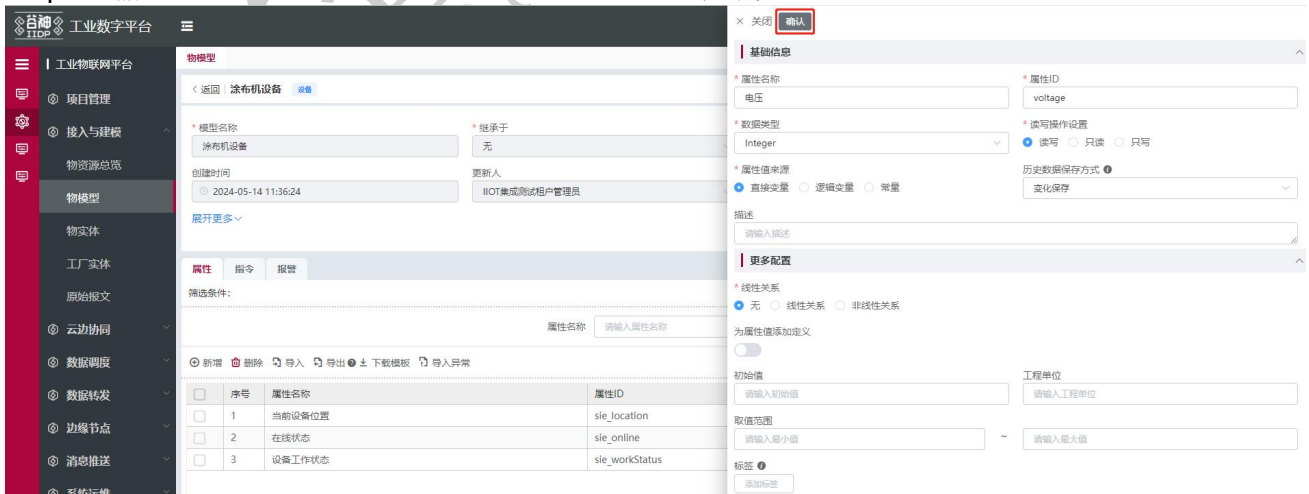 谷神 IIDP 工业数字平台
工业物联网平台
项目管理
接入与建模
物资源总览
物模型
物实体
工厂实体
原始报文
云边协同
数据调度
数据转发
边缘节点
消息推送
系统运维
物模型
< 返回 涂布机设备 设备
* 模型名称
涂布机设备
* 继承于
无
创建时间
2024-05-14 11:36:24
更新人
IIOT集成测试租户管理员
展开更多
属性 指令 报警
筛选条件:
属性名称 请输入属性名称
新增 删除 导入 导出 下载模板 导入异常
序号 属性名称 属性ID
1 当前设备位置 sie_location
2 在线状态 sie_online
3 设备工作状态 sie_workStatus
× 关闭 确认
基础信息
* 属性名称 * 属性ID
电压 voltage
* 数据类型 * 读写操作设置
Integer 读写 只读 只写
* 属性值来源 历史数据保存方式
直接变量 逻辑变量 常量 变化保存
描述
请输入描述
更多配置
* 线性关系
无 线性关系 非线性关系
为属性值添加定义
初始值 工程单位
请输入初始值 请输入工程单位
取值范围
请输入最小值 ~ 请输入最大值
标签
添加标签